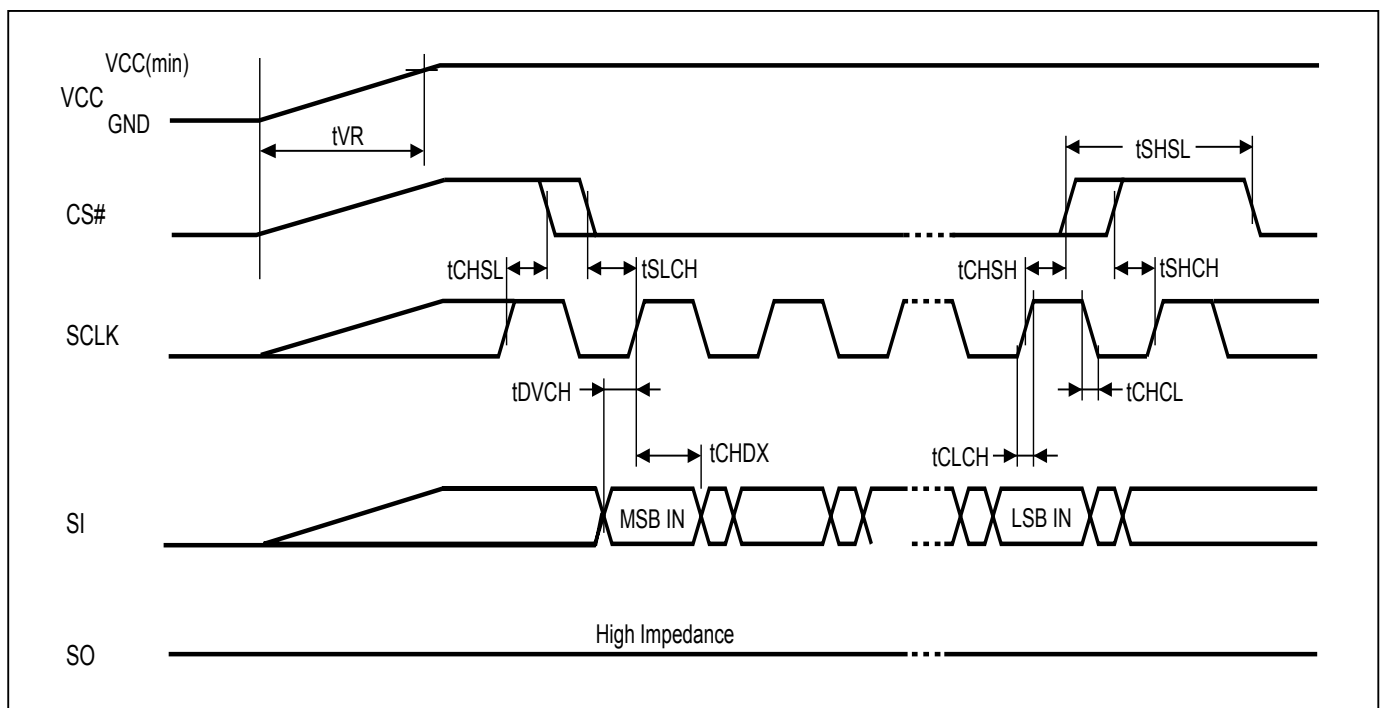 VCC(min)
VCC
GND
tVR
tSHSL
CS#
tCHSL
tSLCH
tCHSH
tSHCH
SCLK
tDVCH
tCHCL
tCHDX
tCLCH
SI
MSB IN
LSB IN
High Impedance
SO